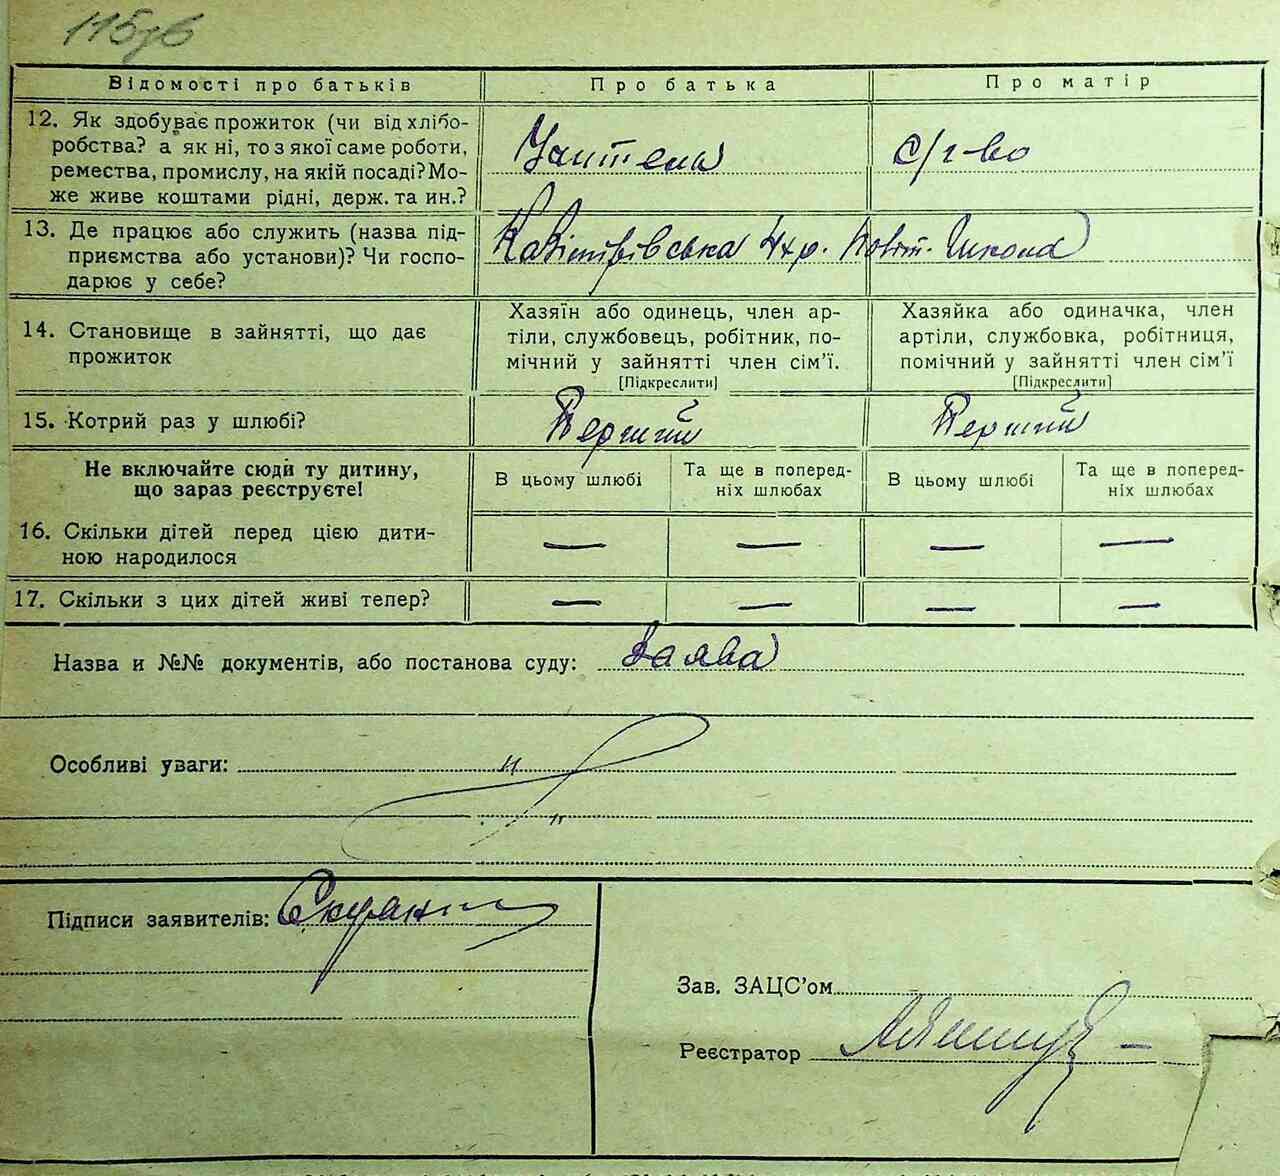 115зв
Відомості про батьків
Про батька
Про матір
12. Як здобуває прожиток (чи від хлібо-
робства? а як ні, то з якої саме роботи,
ремества, промислу, на якій посаді? Мо-
же живе коштами рідні, держ. та ин.?
с/г-во
13. Де працює або служить (назва під-
приємства або установи)? Чи госпо-
дарює у себе?
4хр. Школа
14. Становище в зайнятті, що дає
прожиток
Хазяїн або одинець, член ар-
тіли, службовець, робітник, по-
мічний у зайнятті член сім'ї.
[Підкреслити]
Хазяйка або одиначка, член
артіли, службовка, робітниця,
помічний у зайнятті член сім'ї
[Підкреслити]
15. Котрий раз у шлюбі?
Перший
Перший
Не включайте сюди ту дитину,
що зараз реєструєте!
В цьому шлюбі
Та ще в поперед-
ніх шлюбах
В цьому шлюбі
Та ще в поперед-
ніх шлюбах
16. Скільки дітей перед цією дити-
ною народилося
— — — —
17. Скільки з цих дітей живі тепер?
— — — —
Назва и №№ документів, або постанова суду: Заява
Особливі уваги: "
"
Підписи заявителів:
Зав. ЗАЦС'ом
Реєстратор